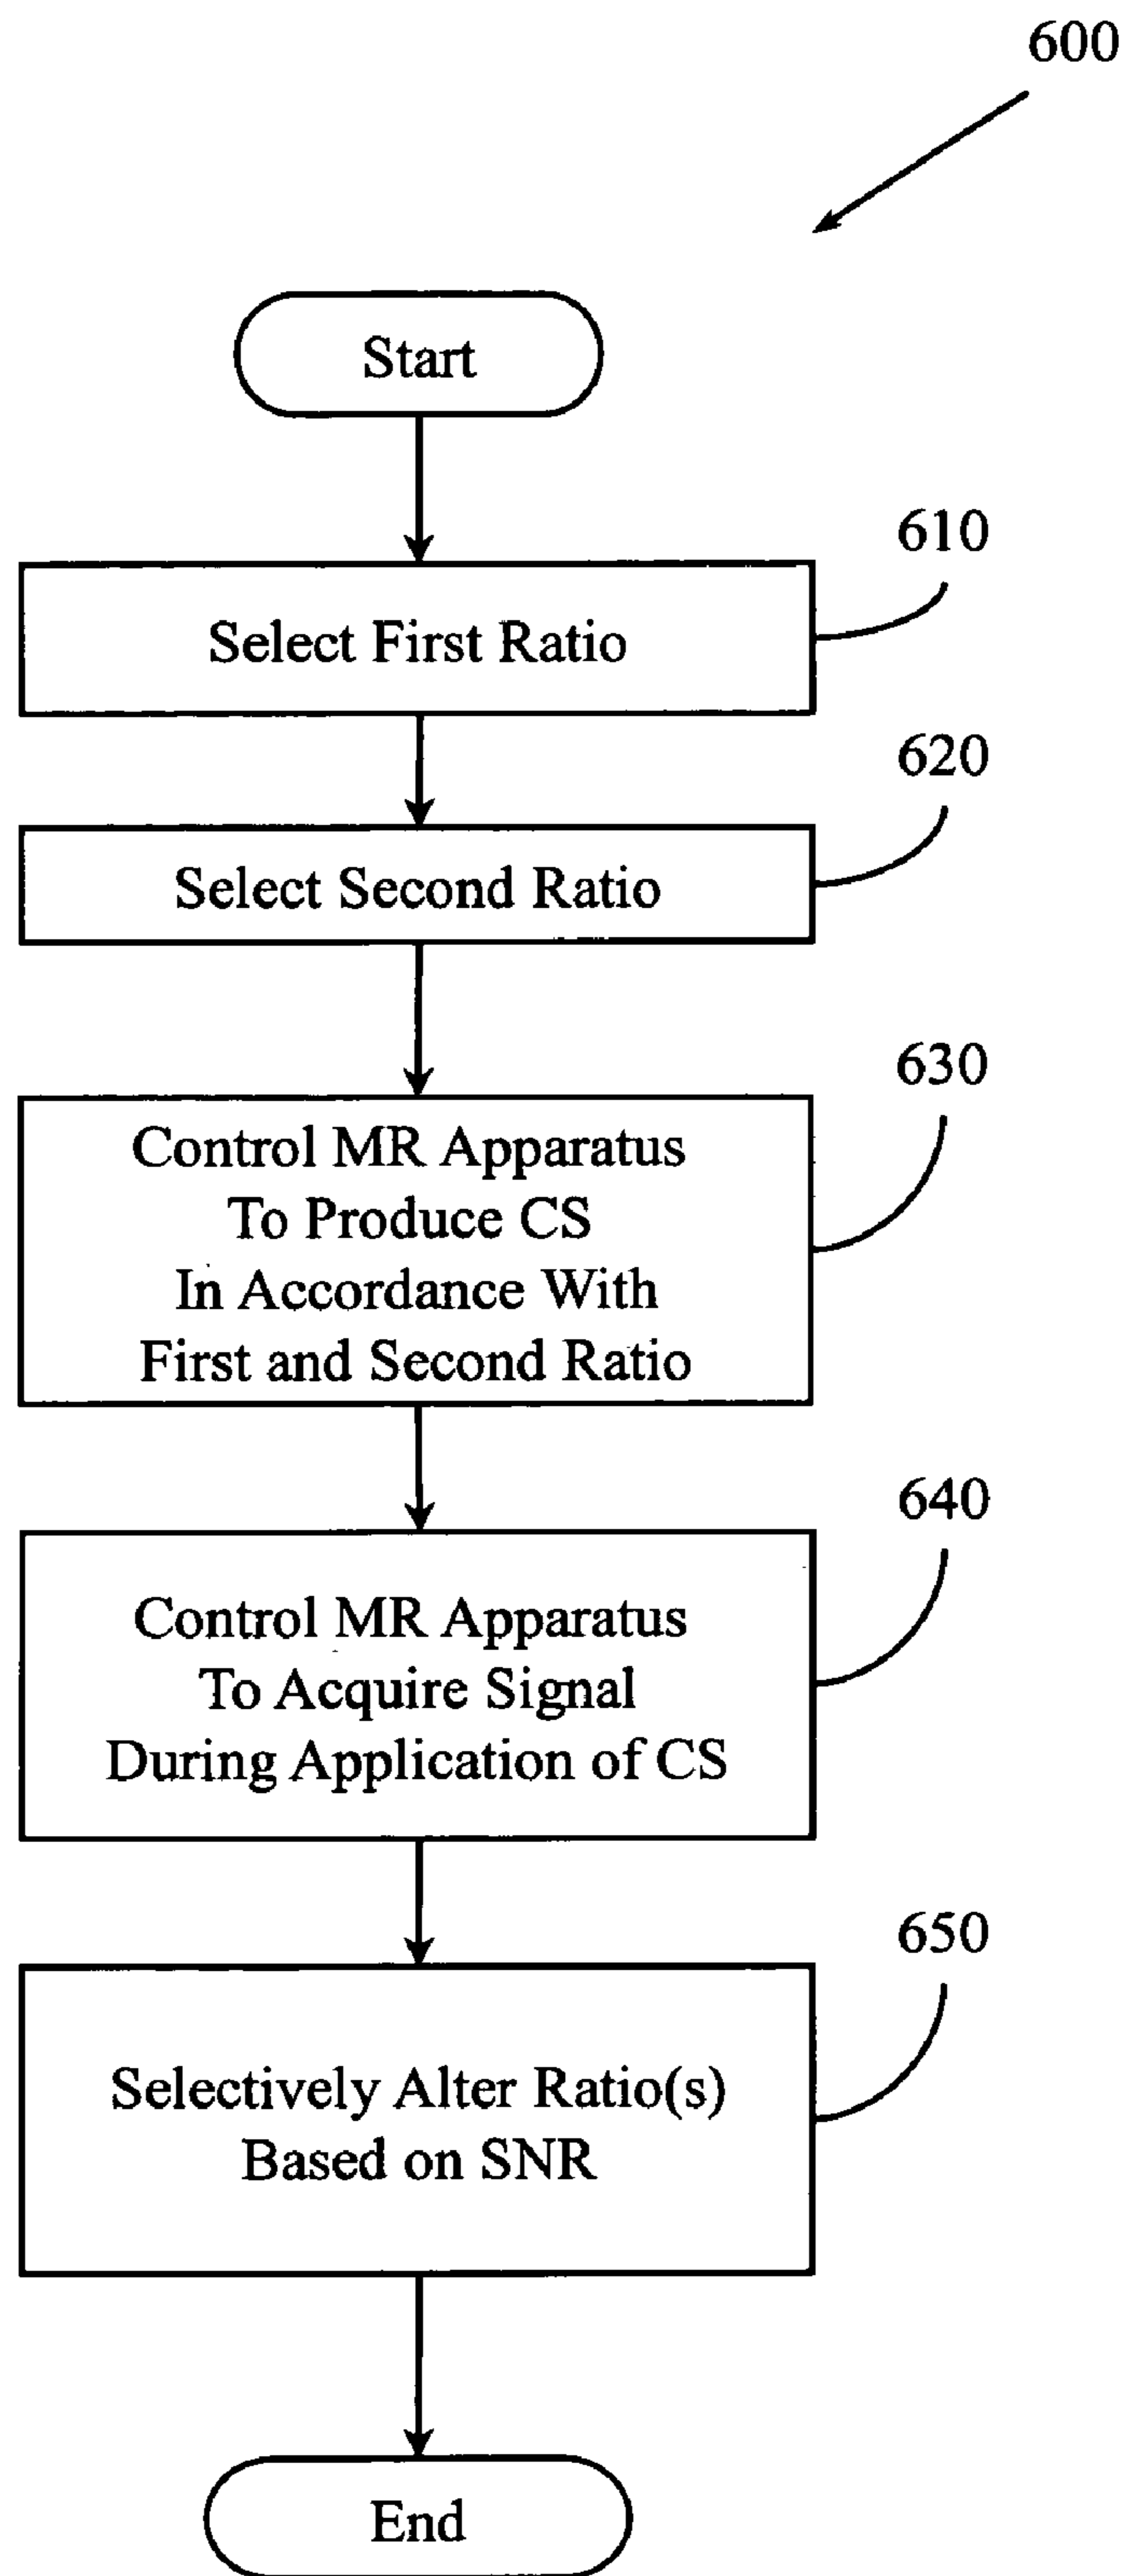 600
Start
610
Select First Ratio
620
Select Second Ratio
630
Control MR Apparatus
To Produce CS
In Accordance With
First and Second Ratio
640
Control MR Apparatus
To Acquire Signal
During Application of CS
650
Selectively Alter Ratio(s)
Based on SNR
End